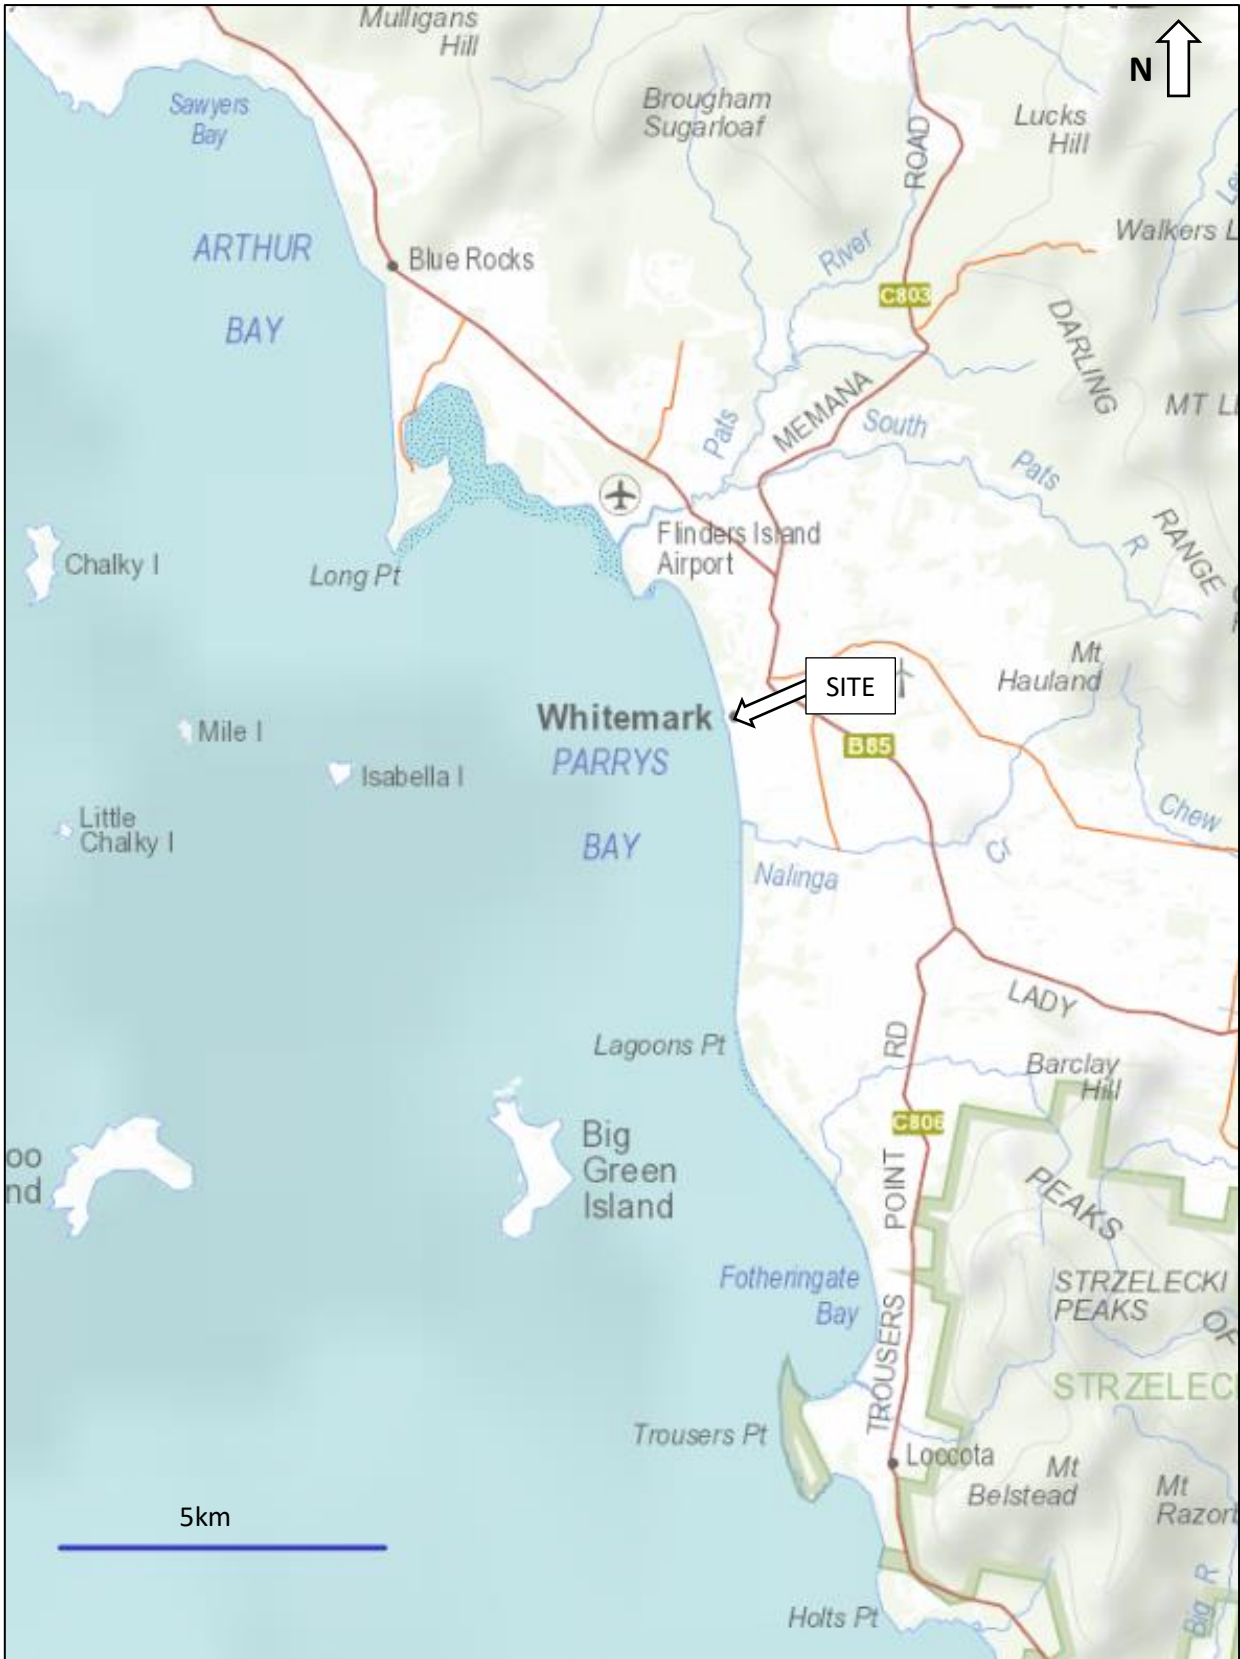 Mulligans
Hill
N
Sawyers
Bay
Brougham
Sugarloaf
Lucks
Hill
ROAD
ARTHUR
BAY
Blue Rocks
River
Walkers
C803
DARLING
RANGE
MEMANA
Pats
South
Pats
R
Flinders Island
Airport
Chalky I
Long Pt
Mt
Hauland
SITE
Whitemark
PARRYS
BAY
B85
Mile I
Isabella I
Little
Chalky I
Chew
Nalinga
Cr
LADY
Lagoons Pt
RD
Barclay
Hill
C806
Big
Green
Island
POINT
PEAKS
OF
Fotheringate
Bay
STRZELECKI
PEAKS
TROUSERS
Trousers Pt
Loccota
Mt
Belstead
Mt
5km
Big R
Holts Pt